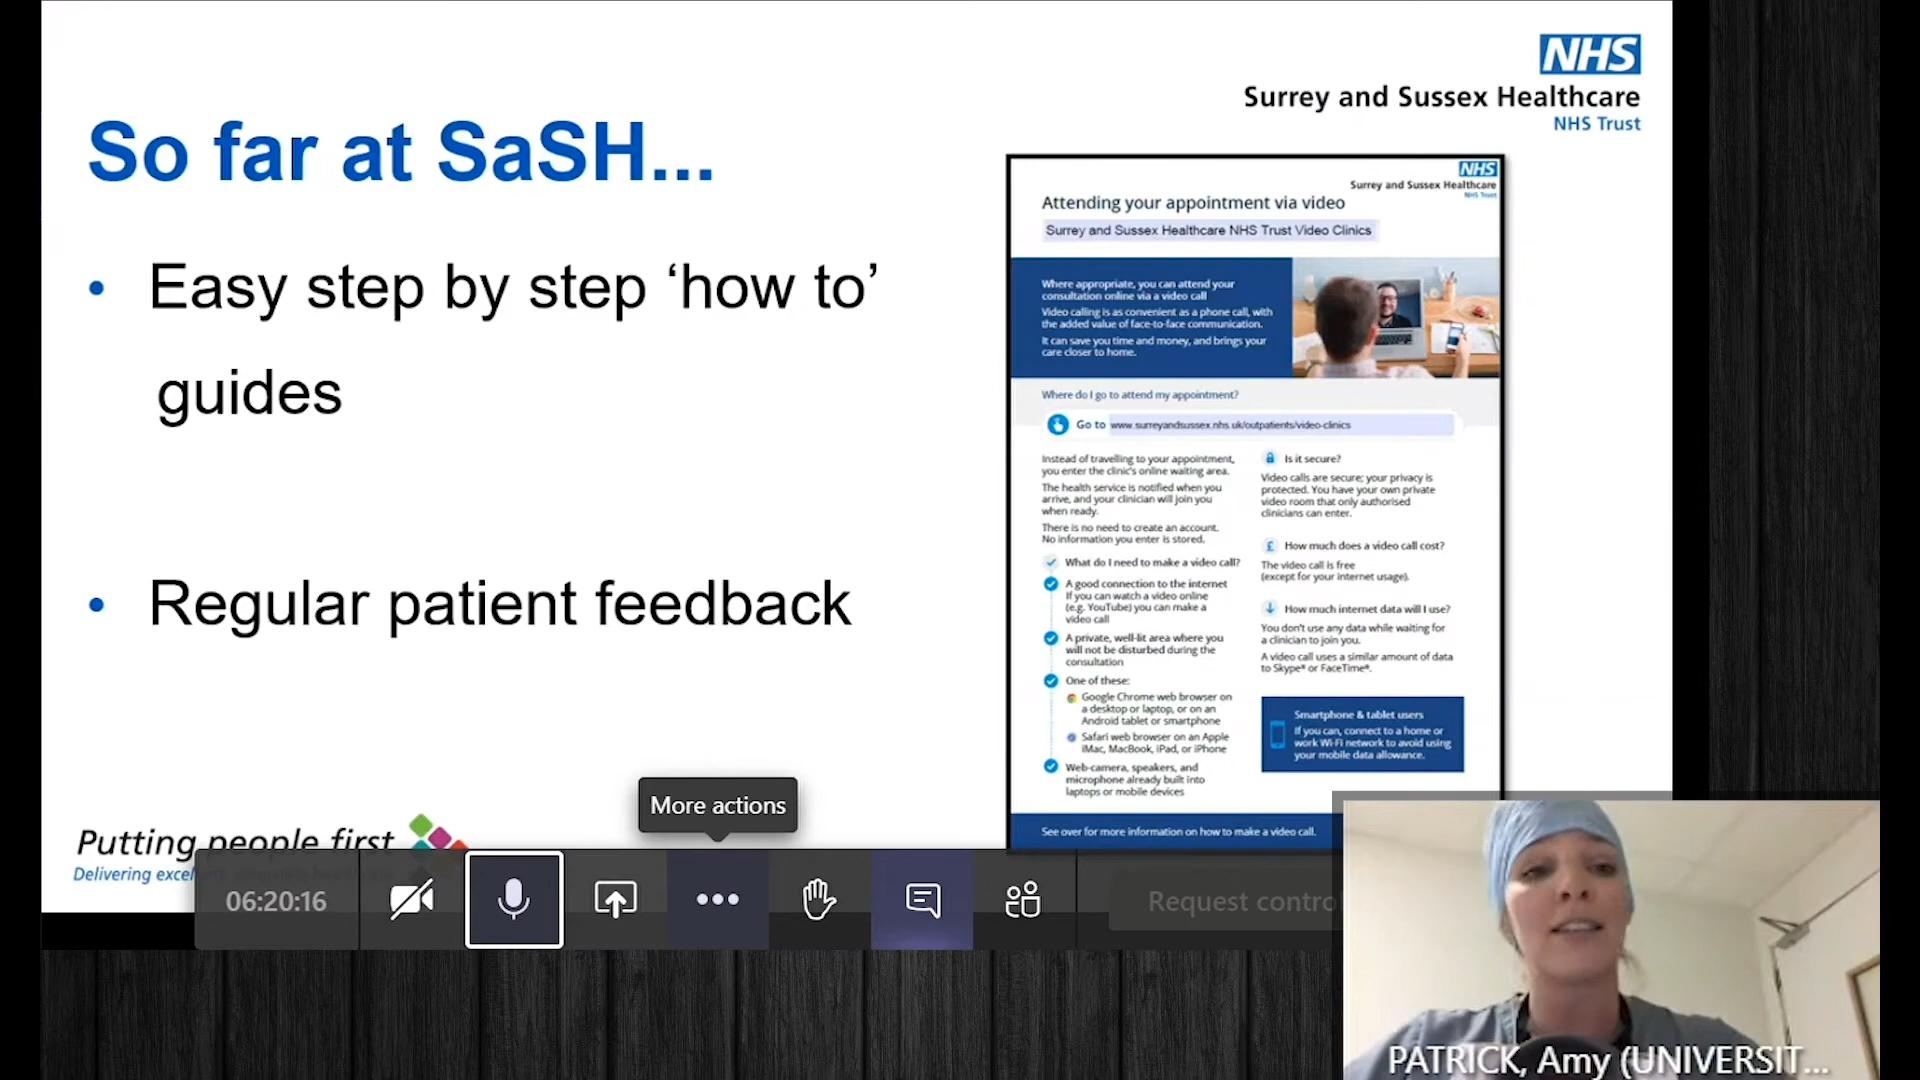 NHS
Surrey and Sussex Healthcare
NHS Trust
So far at SaSH...
• Easy step by step ‘how to’
guides
• Regular patient feedback
NHS
Surrey and Sussex Healthcare
NHS Trust
Attending your appointment via video
Surrey and Sussex Healthcare NHS Trust Video Clinics
Where appropriate, you can attend your
consultation online via a video call
Video calling is as convenient as a phone call, with
the added value of face-to-face communication.
It can save you time and money, and brings your
care closer to home.
Where do I go to attend my appointment?
Go to www.surreyandsussex.nhs.uk/outpatients/video-clinics
Instead of travelling to your appointment,
you enter the clinic's online waiting area.
The health service is notified when you
arrive, and your clinician will join you
when ready.
There is no need to create an account.
No information you enter is stored.
What do I need to make a video call?
A good connection to the internet
If you can watch a video online
(e.g. YouTube) you can make a
video call
A private, well-lit area where you
will not be disturbed during the
consultation
One of these:
Google Chrome web browser on
a desktop or laptop, or on an
Android tablet or smartphone
Safari web browser on an Apple
iMac, MacBook, iPad, or iPhone
Web-camera, speakers, and
microphone already built into
laptops or mobile devices
Is it secure?
Video calls are secure; your privacy is
protected. You have your own private
video room that only authorised
clinicians can enter.
£ How much does a video call cost?
The video call is free
(except for your internet usage).
How much internet data will I use?
You don't use any data while waiting for
a clinician to join you.
A video call uses a similar amount of data
to Skype® or FaceTime®.
Smartphone & tablet users
If you can, connect to a home or
work Wi-Fi network to avoid using
your mobile data allowance.
See over for more information on how to make a video call.
More actions
Putting people first
Delivering
06:20:16
Request control
PATRICK, Amy (UNIVERSIT...